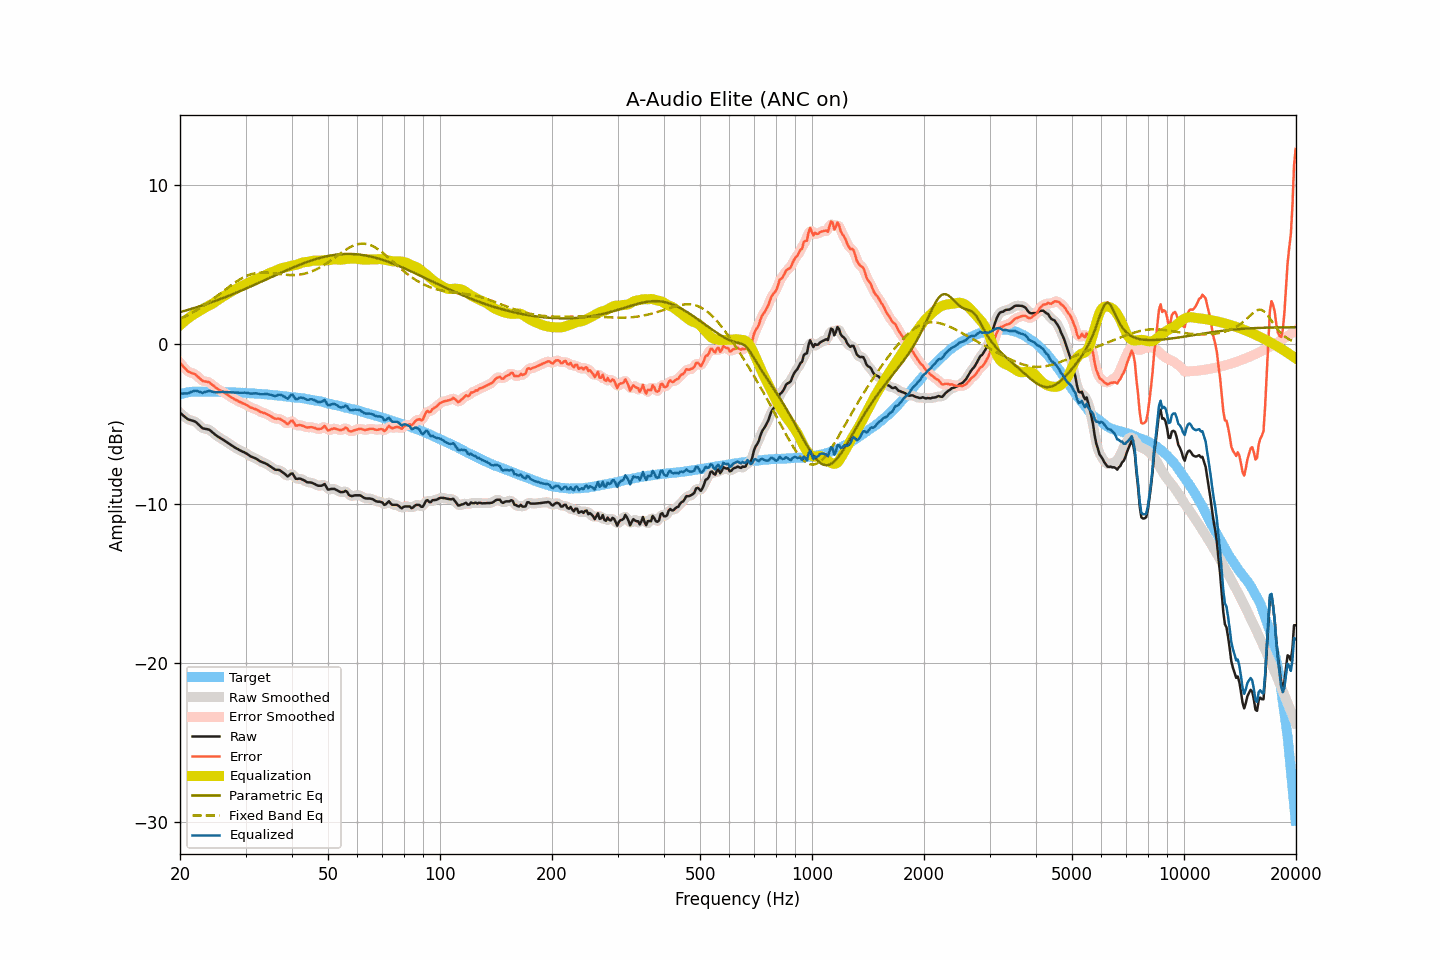 A-Audio Elite (ANC on)
10
0
−10
−20
−30
Amplitude (dBr)
Target
Raw Smoothed
Error Smoothed
Raw
Error
Equalization
Parametric Eq
Fixed Band Eq
Equalized
20 50 100 200 500 1000 2000 5000 10000 20000
Frequency (Hz)